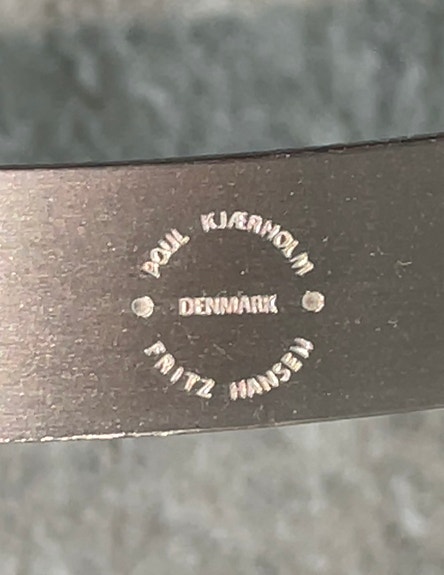 POUL KJÆRHOLM
DENMARK
FRITZ HANSEN